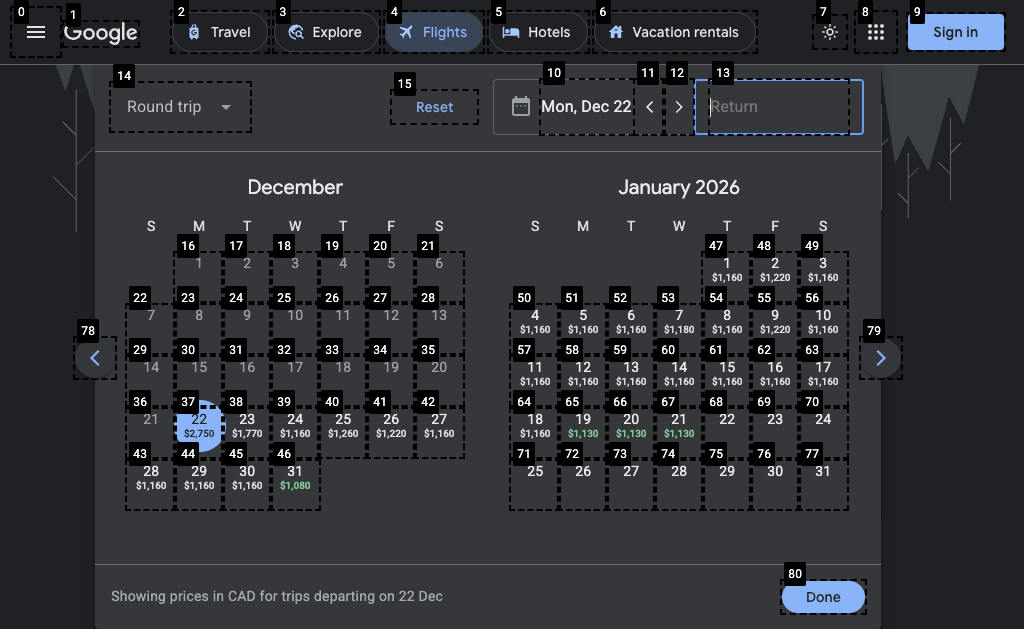 0 1 2 3 4 5 6 7 8 9
Google Travel Explore Flights Hotels Vacation rentals Sign in
14 15 10 11 12 13
Round trip Reset Mon, Dec 22 Return
December January 2026
S M T W T F S S M T W T F S
16 17 18 19 20 21 47 48 49
1 2 3 4 5 6 1 2 3
$1,160 $1,220 $1,160
22 23 24 25 26 27 28 50 51 52 53 54 55 56
7 8 9 10 11 12 13 4 5 6 7 8 9 10
$1,160 $1,160 $1,160 $1,180 $1,160 $1,220 $1,160
78 79
29 30 31 32 33 34 35 57 58 59 60 61 62 63
14 15 16 17 18 19 20 11 12 13 14 15 16 17
$1,160 $1,160 $1,160 $1,160 $1,160 $1,160 $1,160
36 37 38 39 40 41 42 64 65 66 67 68 69 70
21 22 23 24 25 26 27 18 19 20 21 22 23 24
$2,750 $1,770 $1,160 $1,260 $1,220 $1,160 $1,160 $1,130 $1,130 $1,130
43 44 45 46 71 72 73 74 75 76 77
28 29 30 31 25 26 27 28 29 30 31
$1,160 $1,160 $1,160 $1,080
80
Showing prices in CAD for trips departing on 22 Dec Done